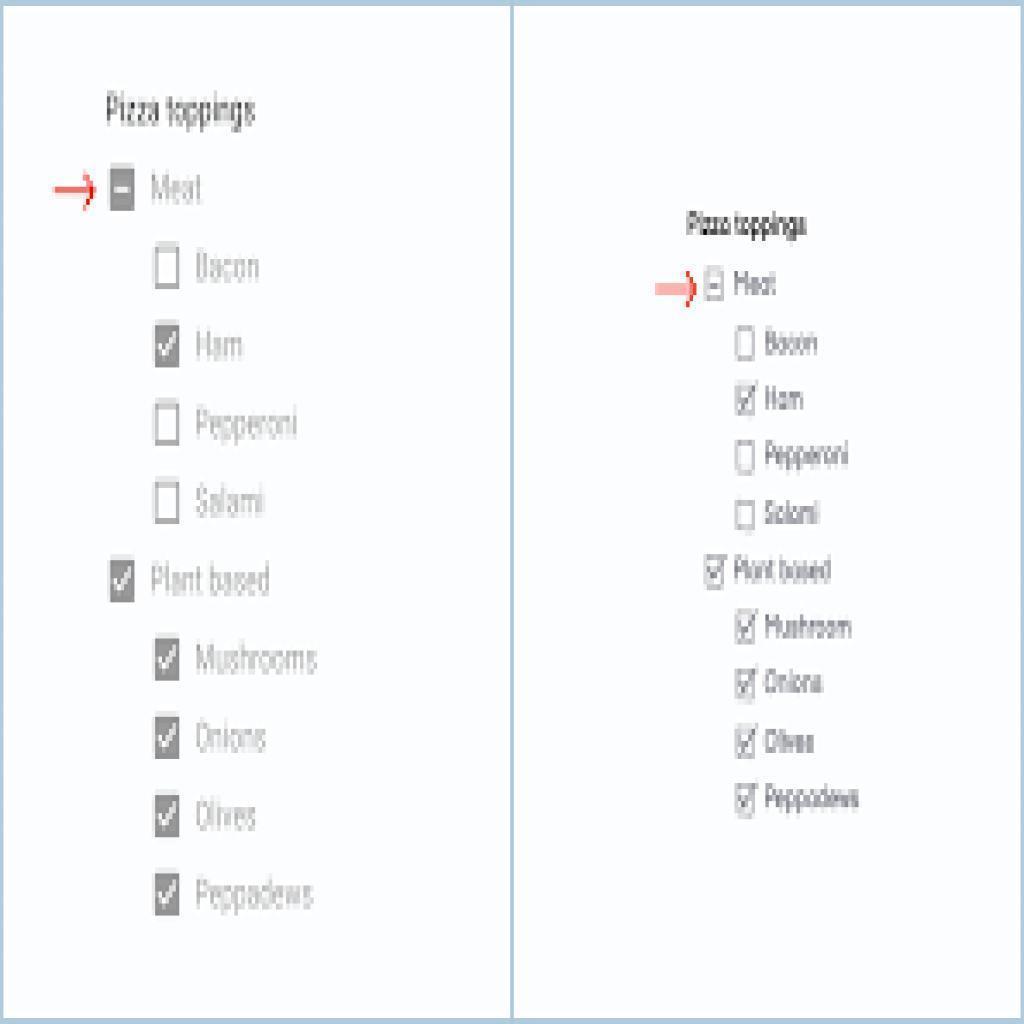 Pizza toppings
Meat
Bacon
Ham
Pepperoni
Salami
Plant based
Mushrooms
Onions
Olives
Peppadews
Pizza toppings
Meat
Bacon
Ham
Pepperoni
Salami
Plant based
Mushroom
Onions
Olives
Peppadews